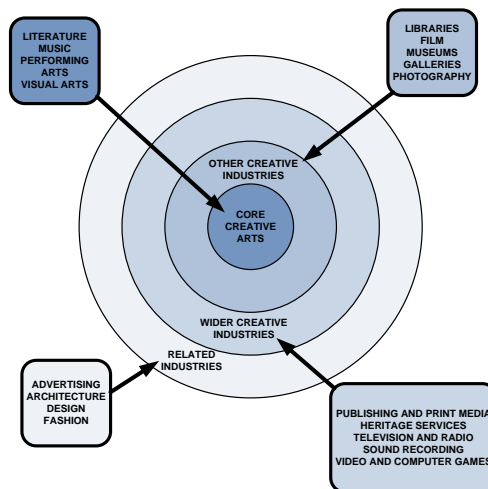 LITERATURE
MUSIC
PERFORMING
ARTS
VISUAL ARTS
LIBRARIES
FILM
MUSEUMS
GALLERIES
PHOTOGRAPHY
OTHER CREATIVE
INDUSTRIES
CORE
CREATIVE
ARTS
WIDER CREATIVE
INDUSTRIES
RELATED
INDUSTRIES
ADVERTISING
ARCHITECTURE
DESIGN
FASHION
PUBLISHING AND PRINT MEDIA
HERITAGE SERVICES
TELEVISION AND RADIO
SOUND RECORDING
VIDEO AND COMPUTER GAMES